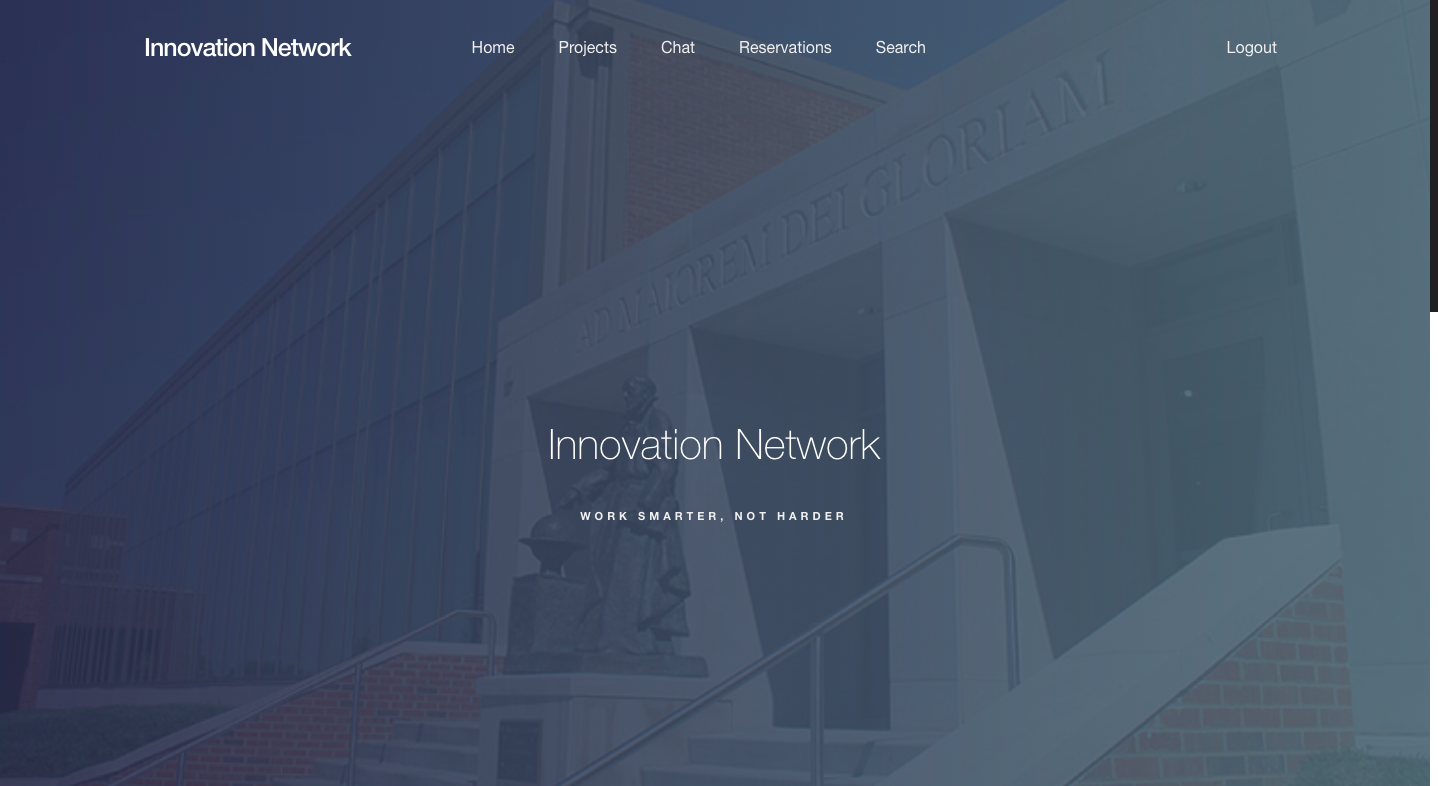 Innovation Network
Home Projects Chat Reservations Search Logout
AD MAIOREM DEI GLORIAM
Innovation Network
WORK SMARTER, NOT HARDER